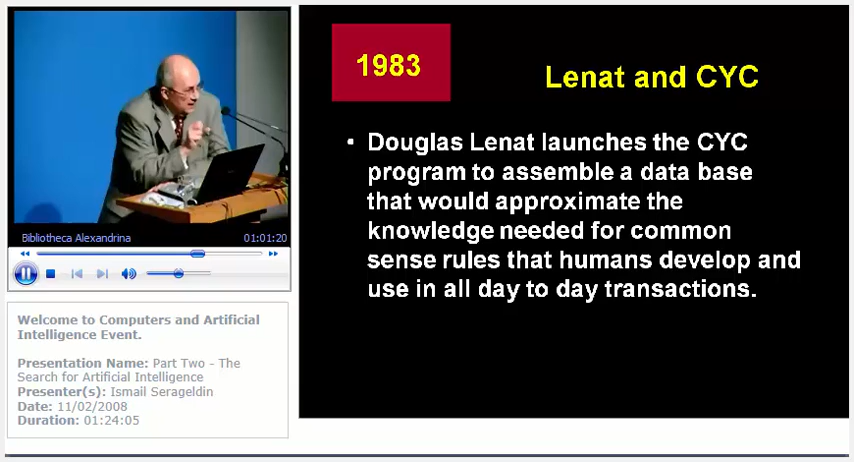 Bibliotheca Alexandrina 01:01:20
Welcome to Computers and Artificial
Intelligence Event.
Presentation Name: Part Two - The
Search for Artificial Intelligence
Presenter(s): Ismail Serageldin
Date: 11/02/2008
Duration: 01:24:05
1983
Lenat and CYC
• Douglas Lenat launches the CYC
program to assemble a data base
that would approximate the
knowledge needed for common
sense rules that humans develop and
use in all day to day transactions.